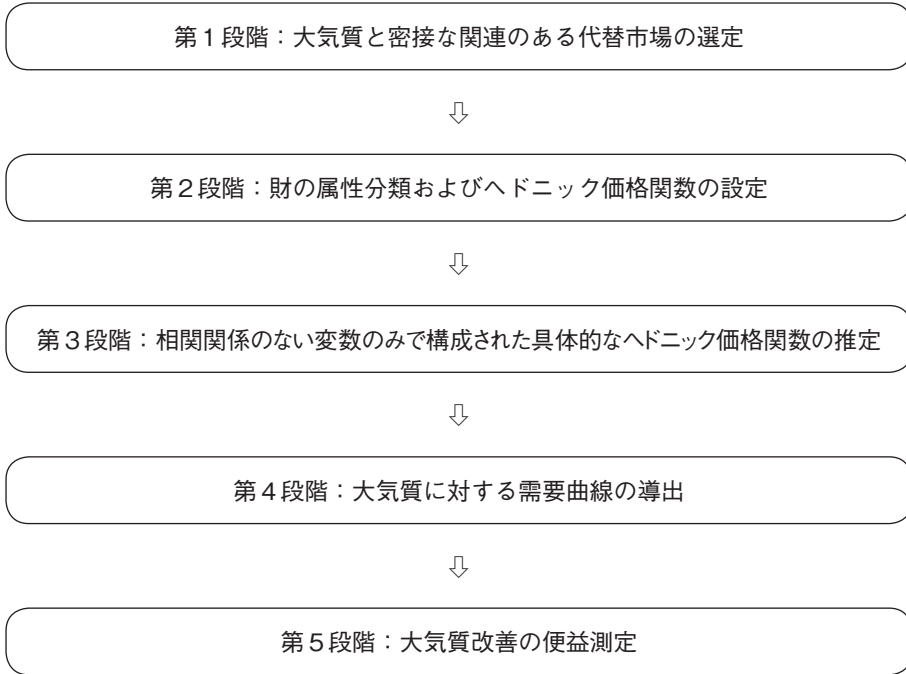 第１段階：大気質と密接な関連のある代替市場の選定
⇩
第２段階：財の属性分類およびヘドニック価格関数の設定
⇩
第３段階：相関関係のない変数のみで構成された具体的なヘドニック価格関数の推定
⇩
第４段階：大気質に対する需要曲線の導出
⇩
第５段階：大気質改善の便益測定